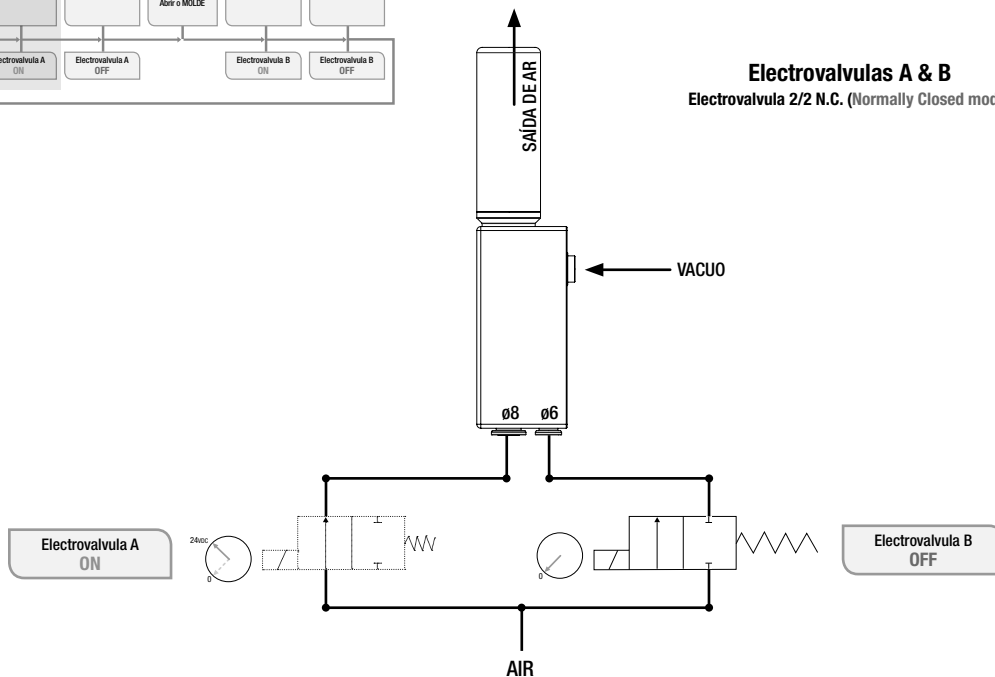 Abrir o MOLDE
ectrovalvula A
ON
Electrovalvula A
OFF
Electrovalvula B
ON
Electrovalvula B
OFF
Electrovalvulas A & B
Electrovalvula 2/2 N.C. (Normally Closed mod
SAÍDA DE AR
VACUO
ø8 ø6
Electrovalvula A
ON
24VDC
0
0
Electrovalvula B
OFF
AIR